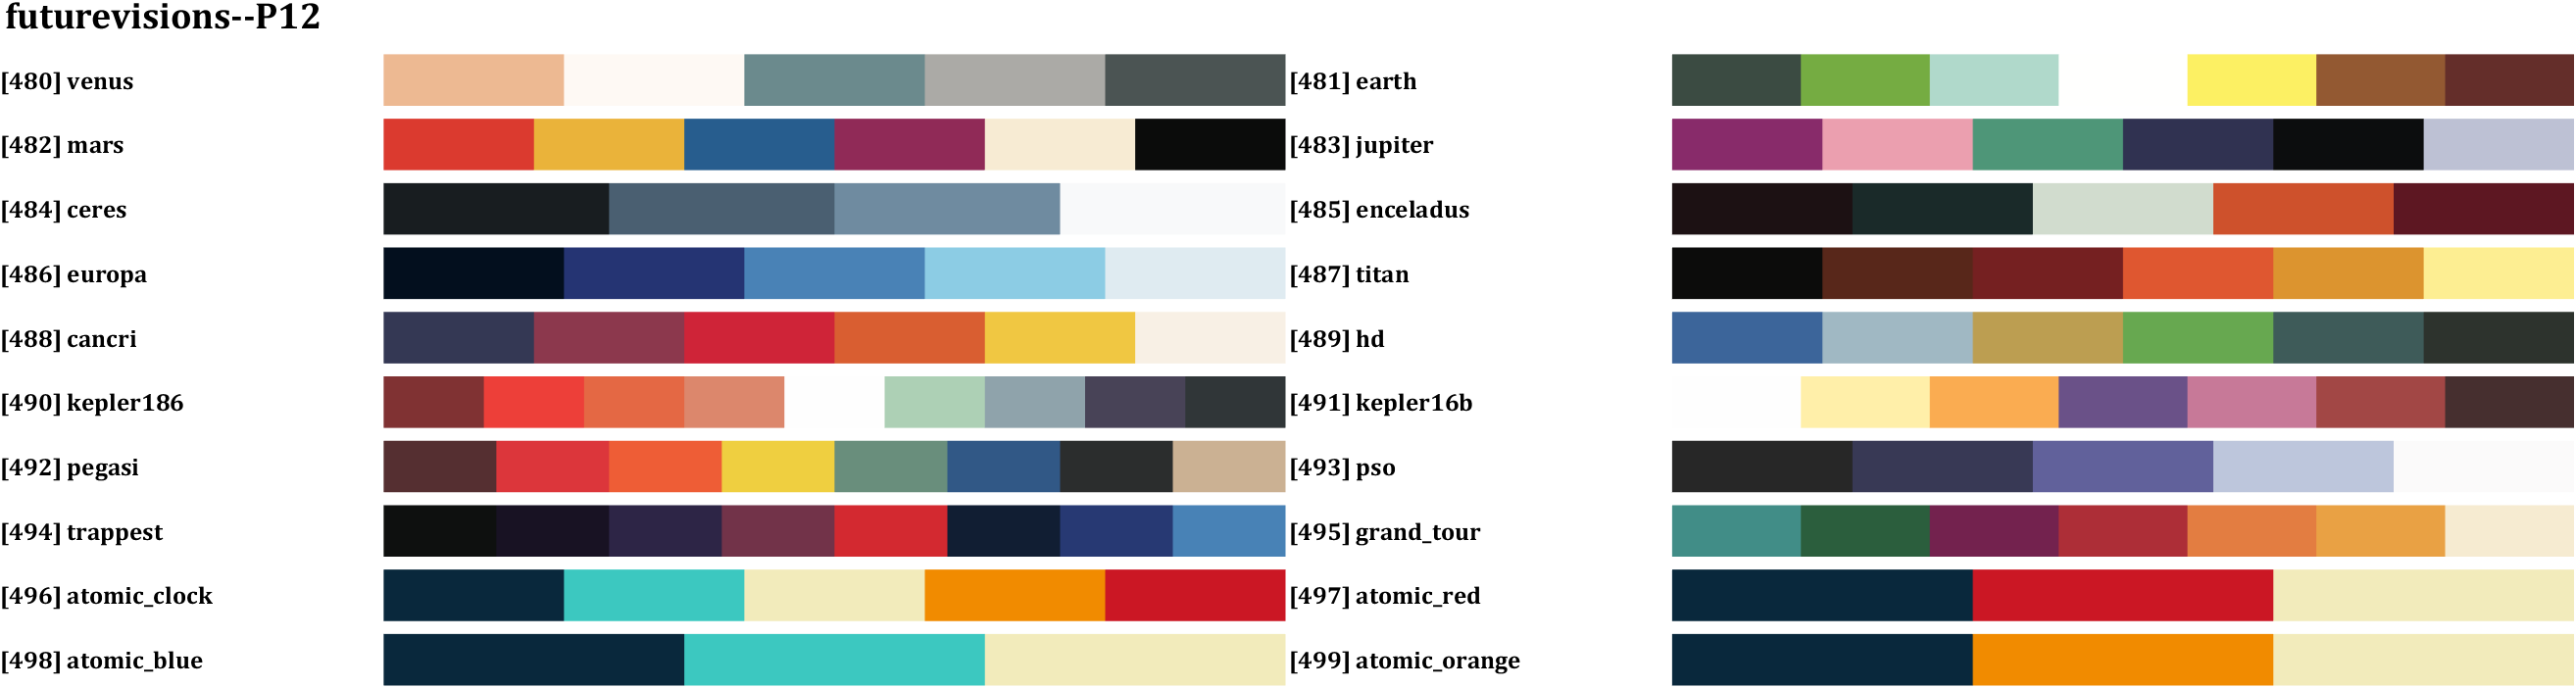 futurevisions--P12
[480] venus
[481] earth
[482] mars
[483] jupiter
[484] ceres
[485] enceladus
[486] europa
[487] titan
[488] cancri
[489] hd
[490] kepler186
[491] kepler16b
[492] pegasi
[493] pso
[494] trappest
[495] grand_tour
[496] atomic_clock
[497] atomic_red
[498] atomic_blue
[499] atomic_orange